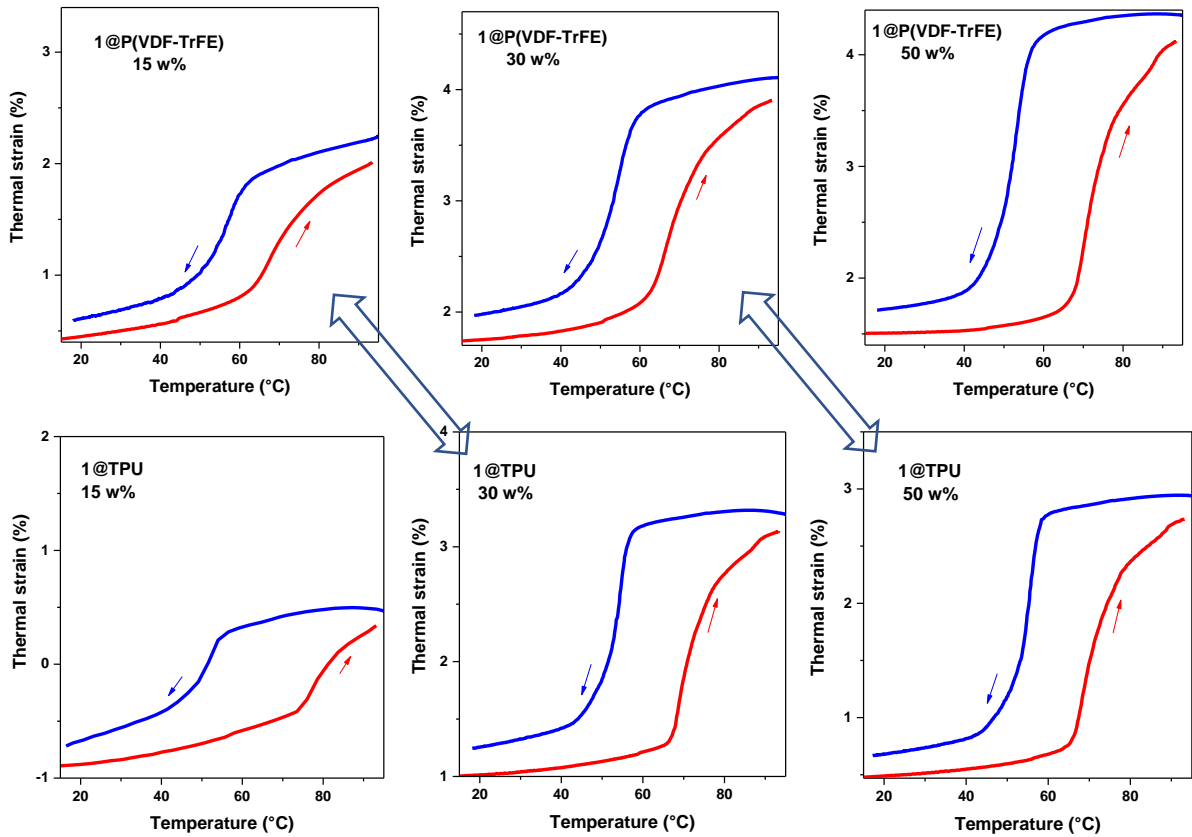 1@P(VDF-TrFE)
15 w%
Thermal strain (%)
3
2
1
20 40 60 80
Temperature (°C)
1@P(VDF-TrFE)
30 w%
Thermal strain (%)
4
3
2
20 40 60 80
Temperature (°C)
1@P(VDF-TrFE)
50 w%
Thermal strain (%)
4
3
2
20 40 60 80
Temperature (°C)
1@TPU
15 w%
Thermal strain (%)
2
1
0
-1
20 40 60 80
Temperature (°C)
1@TPU
30 w%
Thermal strain (%)
4
3
2
1
20 40 60 80
Temperature (°C)
1@TPU
50 w%
Thermal strain (%)
3
2
1
20 40 60 80
Temperature (°C)